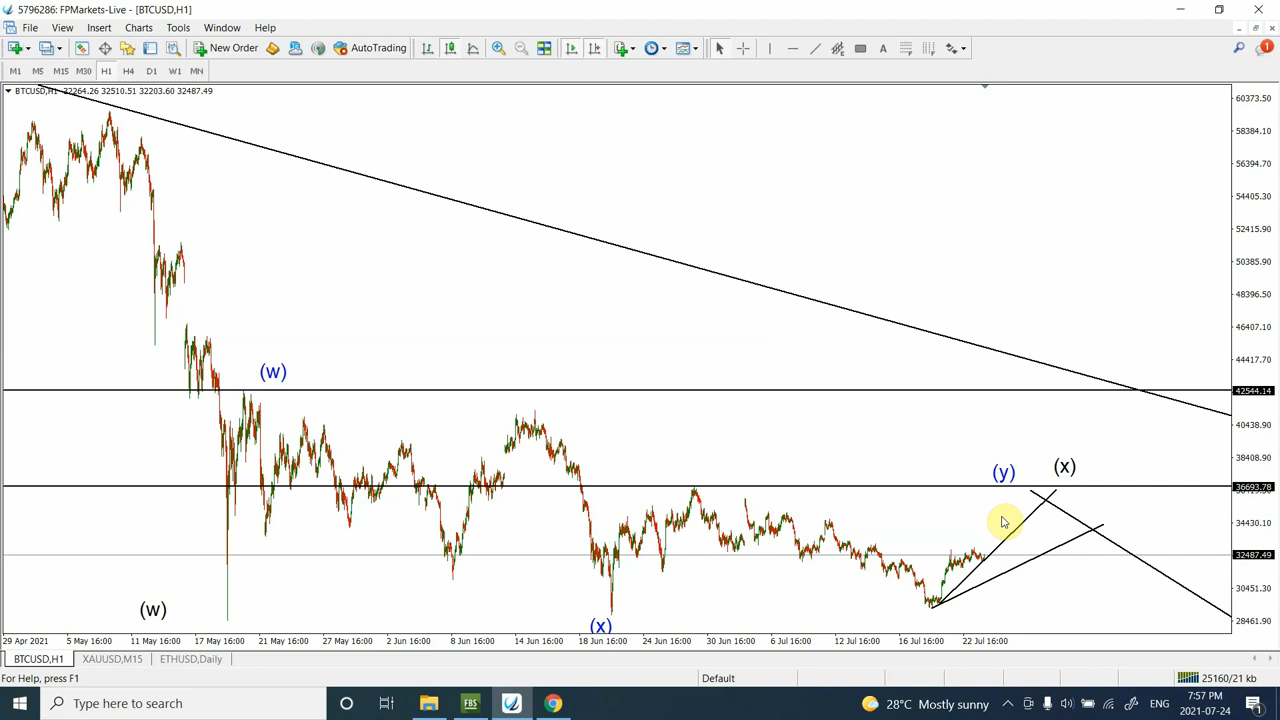 5796286: FPMarkets-Live - [BTCUSD,H1]
File View Insert Charts Tools Window Help
New Order AutoTrading
M1 M5 M15 M30 H1 H4 D1 W1 MN
BTCUSD,H1 32264.26 32510.51 32203.60 32487.49
60373.50
58384.10
56394.70
54405.30
52415.90
50385.90
48396.50
46407.10
44417.70
(w)
42544.14
40438.90
38408.90
(y) (x)
36693.78
34430.10
32487.49
30451.30
(w)
28461.90
(x)
29 Apr 2021 5 May 16:00 11 May 16:00 17 May 16:00 21 May 16:00 27 May 16:00 2 Jun 16:00 8 Jun 16:00 14 Jun 16:00 18 Jun 16:00 24 Jun 16:00 30 Jun 16:00 6 Jul 16:00 12 Jul 16:00 16 Jul 16:00 22 Jul 16:00
BTCUSD,H1 XAUUSD,M15 ETHUSD,Daily
For Help, press F1 Default 25160/21 kb
Type here to search FBS 28°C Mostly sunny ENG 7:57 PM
2021-07-24
1
1